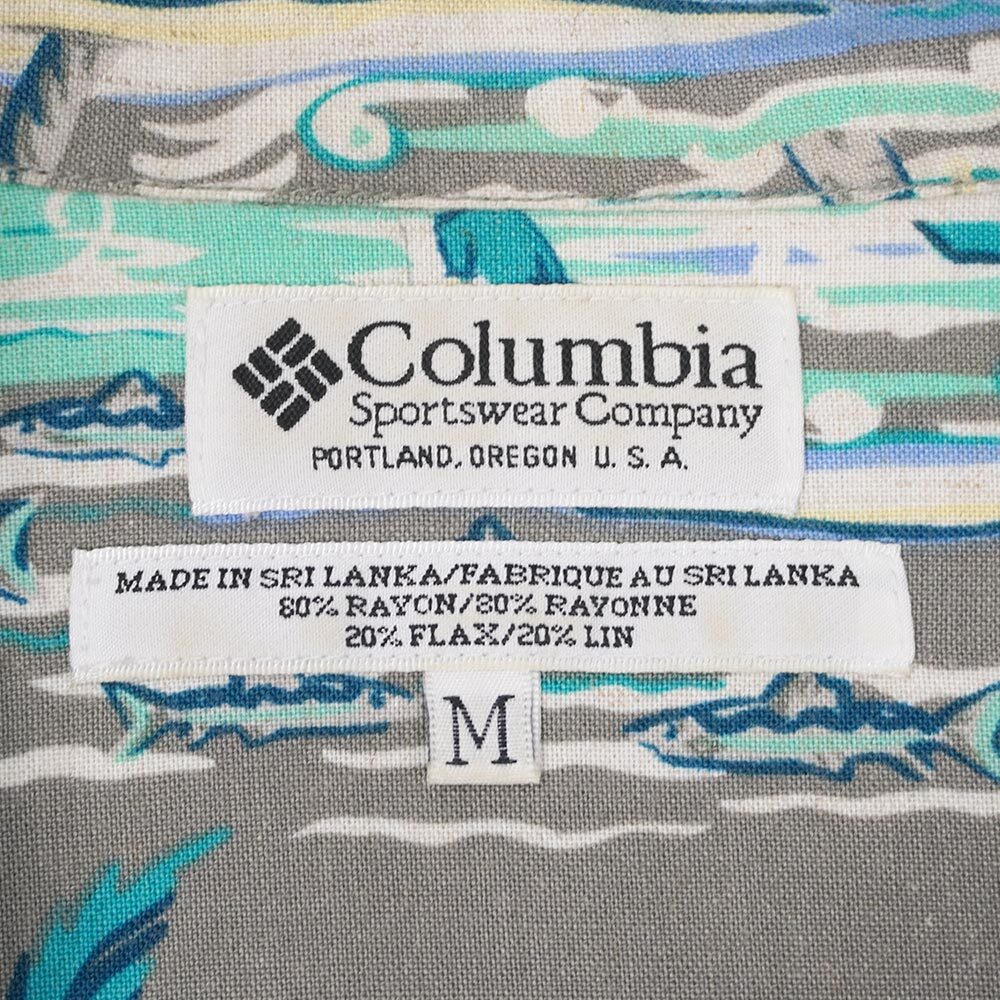 Columbia
Sportswear Company
PORTLAND, OREGON U. S. A.
MADE IN SRI LANKA/FABRIQUE AU SRI LANKA
80% RAYON/80% RAYONNE
20% FLAX/20% LIN
M